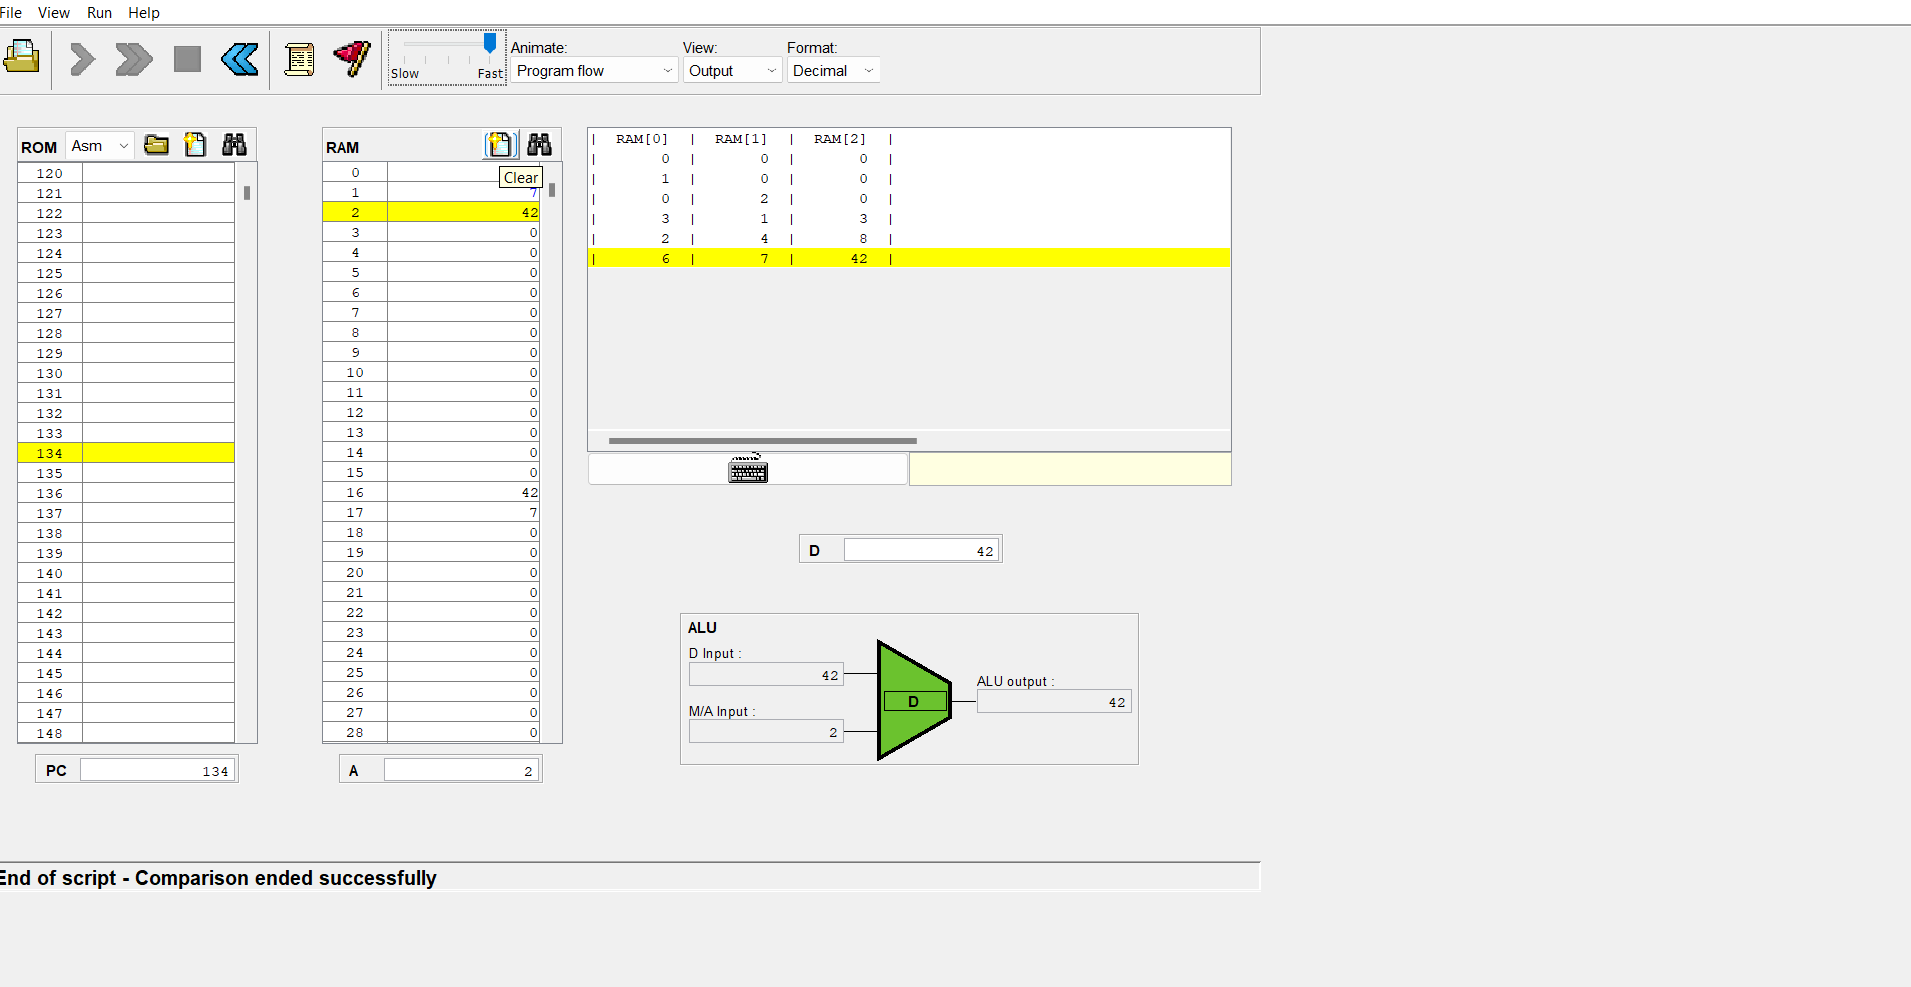 File View Run Help
Slow Fast
Animate: View: Format:
Program flow Output Decimal
ROM Asm
120
121
122
123
124
125
126
127
128
129
130
131
132
133
134
135
136
137
138
139
140
141
142
143
144
145
146
147
148
PC 134
RAM
Clear
0
1 7
2 42
3 0
4 0
5 0
6 0
7 0
8 0
9 0
10 0
11 0
12 0
13 0
14 0
15 0
16 42
17 7
18 0
19 0
20 0
21 0
22 0
23 0
24 0
25 0
26 0
27 0
28 0
A 2
| RAM[0] | RAM[1] | RAM[2] |
| 0 | 0 | 0 |
| 1 | 0 | 0 |
| 0 | 2 | 0 |
| 3 | 1 | 3 |
| 2 | 4 | 8 |
| 6 | 7 | 42 |
D 42
ALU
D Input :
42
M/A Input :
2
D
ALU output :
42
End of script - Comparison ended successfully